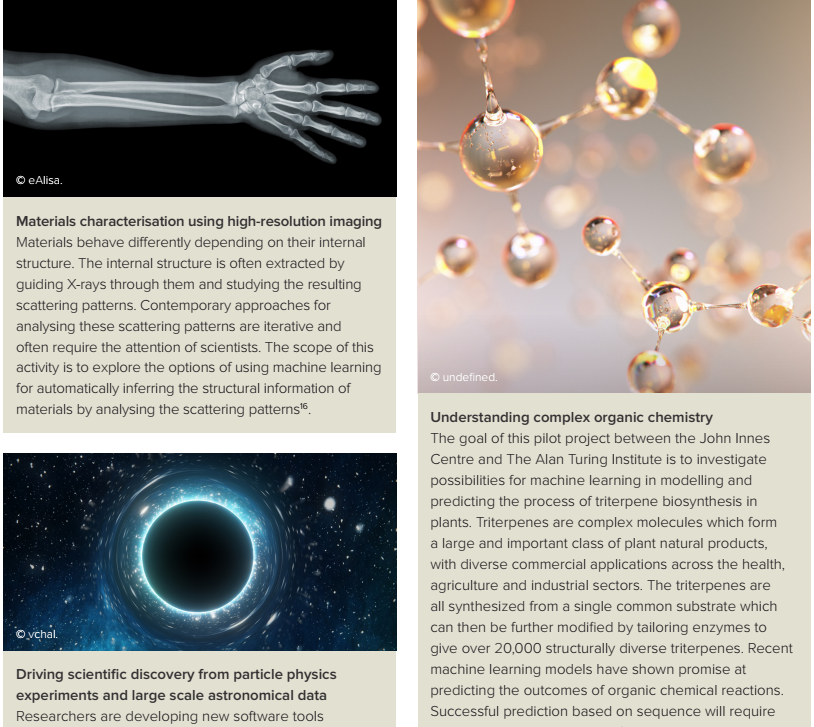 © eAlisa.
Materials characterisation using high-resolution imaging
Materials behave differently depending on their internal
structure. The internal structure is often extracted by
guiding X-rays through them and studying the resulting
scattering patterns. Contemporary approaches for
analysing these scattering patterns are iterative and
often require the attention of scientists. The scope of this
activity is to explore the options of using machine learning
for automatically inferring the structural information of
materials by analysing the scattering patterns¹⁶.
© vchal.
Driving scientific discovery from particle physics
experiments and large scale astronomical data
Researchers are developing new software tools
© undefined.
Understanding complex organic chemistry
The goal of this pilot project between the John Innes
Centre and The Alan Turing Institute is to investigate
possibilities for machine learning in modelling and
predicting the process of triterpene biosynthesis in
plants. Triterpenes are complex molecules which form
a large and important class of plant natural products,
with diverse commercial applications across the health,
agriculture and industrial sectors. The triterpenes are
all synthesized from a single common substrate which
can then be further modified by tailoring enzymes to
give over 20,000 structurally diverse triterpenes. Recent
machine learning models have shown promise at
predicting the outcomes of organic chemical reactions.
Successful prediction based on sequence will require